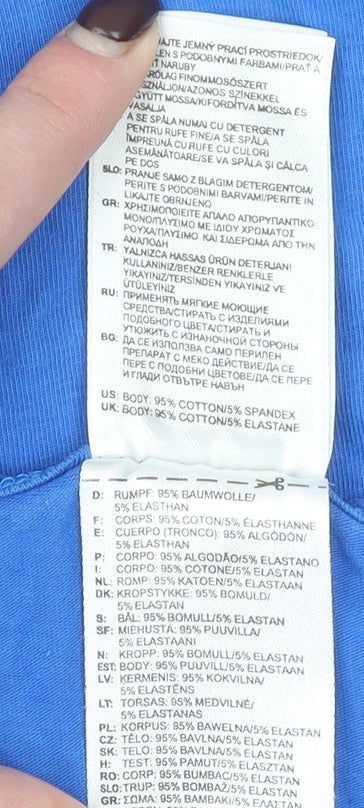 JEMNÝ PRACÍ PROSTRIEDOK/
S PODOBNÝMI FARBAMI/PRAŤ A
NARUBY
FINOMMOSÓSZERT
HASZNÁLJON/AZONOS SZÍNEKKEL
EGYÜTT MOSSA/KIFORDÍTVA MOSSA ÉS
VASALJA
A SE SPĂLA NUMAI CU DETERGENT
PENTRU RUFE FINE/A SE SPĂLA
ÎMPREUNĂ CU RUFE CU CULORI
ASEMĂNĂTOARE/SE VA SPĂLA ŞI CĂLCA
PE DOS
SLO: PRANJE SAMO Z BLAGIM DETERGENTOM/
PERITE S PODOBNIMI BARVAMI/PERITE IN
LIKAJTE OBRNJENO
GR: ΧΡΗΣΙΜΟΠΟΙΕΙΤΕ ΑΠΑΛΟ ΑΠΟΡΥΠΑΝΤΙΚΟ
ΜΟΝΟ/ΠΛΥΣΙΜΟ ΜΕ ΙΔΙΟΥ ΧΡΩΜΑΤΟΣ
ΡΟΥΧΑ/ΠΛΥΣΙΜΟ ΚΑΙ ΣΙΔΕΡΩΜΑ ΑΠΟ ΤΗΝ
ΑΝΑΠΟΔΗ
TR: YALNIZCA HASSAS ÜRÜN DETERJANI
KULLANINIZ/BENZER RENKLERLE
YIKAYINIZ/TERSİNDEN YIKAYINIZ VE
ÜTÜLEYİNİZ
RU: ПРИМЕНЯТЬ МЯГКИЕ МОЮЩИЕ
СРЕДСТВА/СТИРАТЬ С ИЗДЕЛИЯМИ
ПОДОБНОГО ЦВЕТА/СТИРАТЬ И
УТЮЖИТЬ С ИЗНАНОЧНОЙ СТОРОНЫ
BG: ДА СЕ ИЗПОЛЗВА САМО ПЕРИЛЕН
ПРЕПАРАТ С МЕКО ДЕЙСТВИЕ/ДА СЕ
ПЕРЕ С ПОДОБНИ ЦВЕТОВЕ/ДА СЕ ПЕРЕ
И ГЛАДИ ОТВЪТРЕ НАВЪН
US: BODY: 95% COTTON/5% SPANDEX
UK: BODY: 95% COTTON/5% ELASTANE
D: RUMPF: 95% BAUMWOLLE/
5% ELASTHAN
F: CORPS: 95% COTON/5% ÉLASTHANNE
E: CUERPO (TRONCO): 95% ALGODÓN/
5% ELASTHAN
P: CORPO: 95% ALGODÃO/5% ELASTANO
I: CORPO: 95% COTONE/5% ELASTAN
NL: ROMP: 95% KATOEN/5% ELASTAAN
DK: KROPSTYKKE: 95% BOMULD/
5% ELASTAN
S: BÅL: 95% BOMULL/5% ELASTAN
SF: MIEHUSTA: 95% PUUVILLA/
5% ELASTAANI
N: KROPP: 95% BOMULL/5% ELASTAN
EST: BODY: 95% PUUVILL/5% ELASTAAN
LV: ĶERMENIS: 95% KOKVILNA/
5% ELASTĒNS
LT: TORSAS: 95% MEDVILNĖ/
5% ELASTANAS
PL: KORPUS: 95% BAWEŁNA/5% ELASTAN
CZ: TĚLO: 95% BAVLNA/5% ELASTAN
SK: TELO: 95% BAVLNA/5% ELASTAN
H: TEST: 95% PAMUT/5% ELASZTÁN
RO: CORP: 95% BUMBAC/5% ELASTAN
SLO: TRUP: 95% BOMBAŽ/5% ELASTAN
GR: ΣΩΜΑ: 95% ΒΑΜΒΑΚΙ/5% ΕΛΑΣΤΑΝ